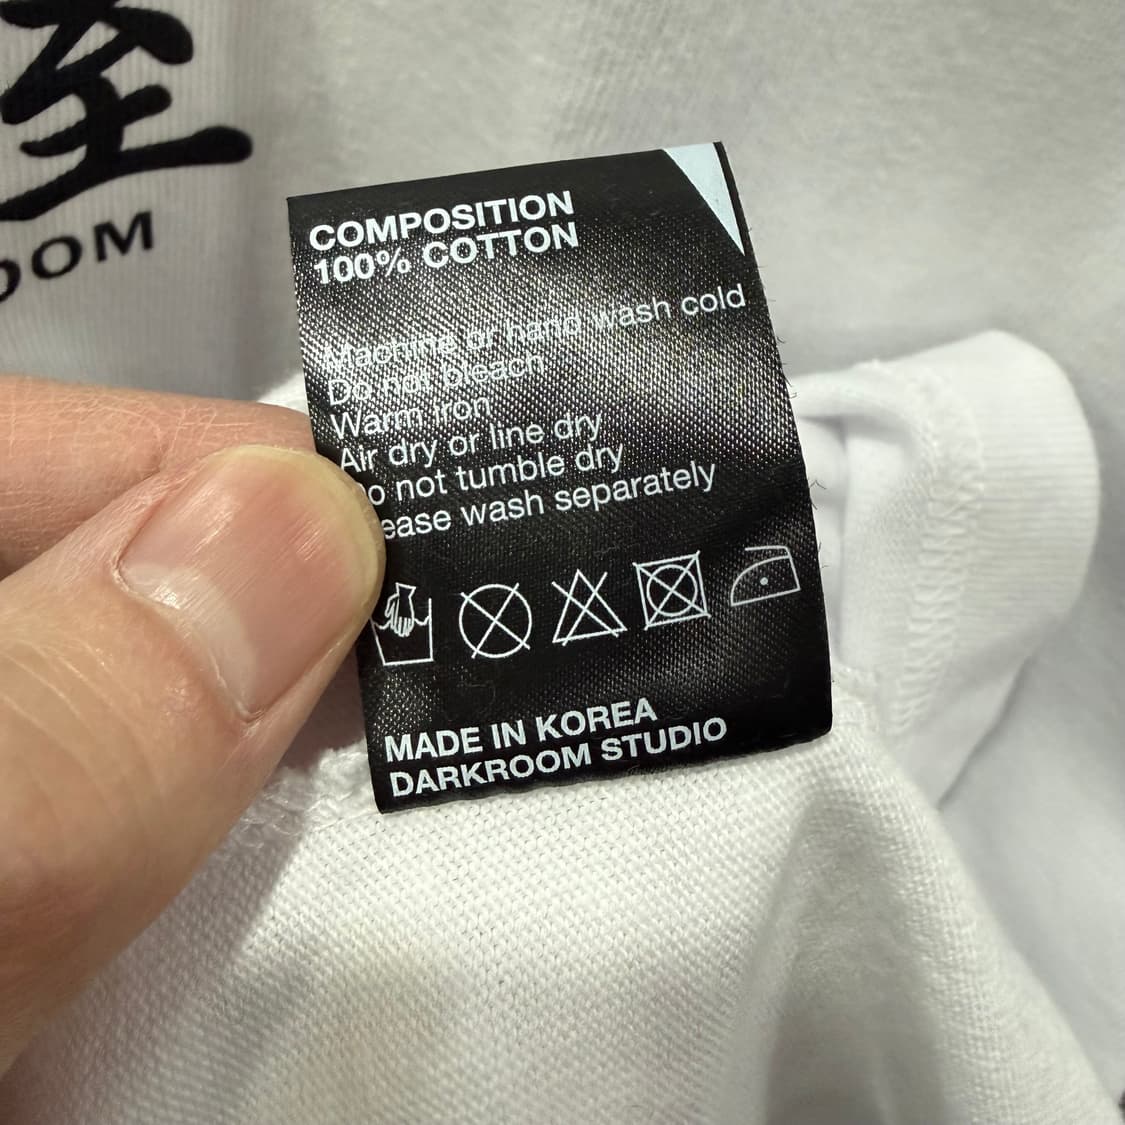 至
OOM
COMPOSITION
100% COTTON
Machine or hand wash cold
Do not bleach
Warm iron
Air dry or line dry
o not tumble dry
ease wash separately
MADE IN KOREA
DARKROOM STUDIO